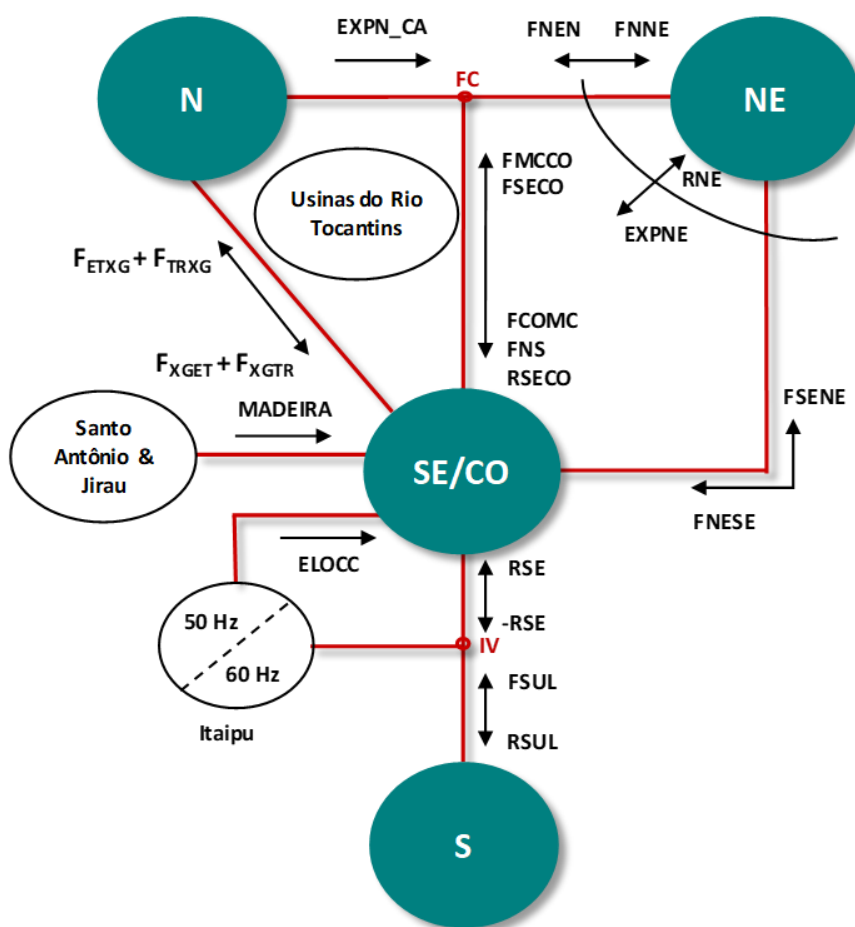 EXPN_CA
FNEN
FNNE
FC
N
NE
FMCCO
FSECO
RNE
Usinas do Rio
Tocantins
EXPNE
FETXG + FTRXG
FCOMC
FNS
RSECO
FXGET + FXGTR
MADEIRA
FSENE
Santo
Antônio &
Jirau
SE/CO
FNESE
ELOCC
RSE
50 Hz
-RSE
IV
60 Hz
FSUL
Itaipu
RSUL
S